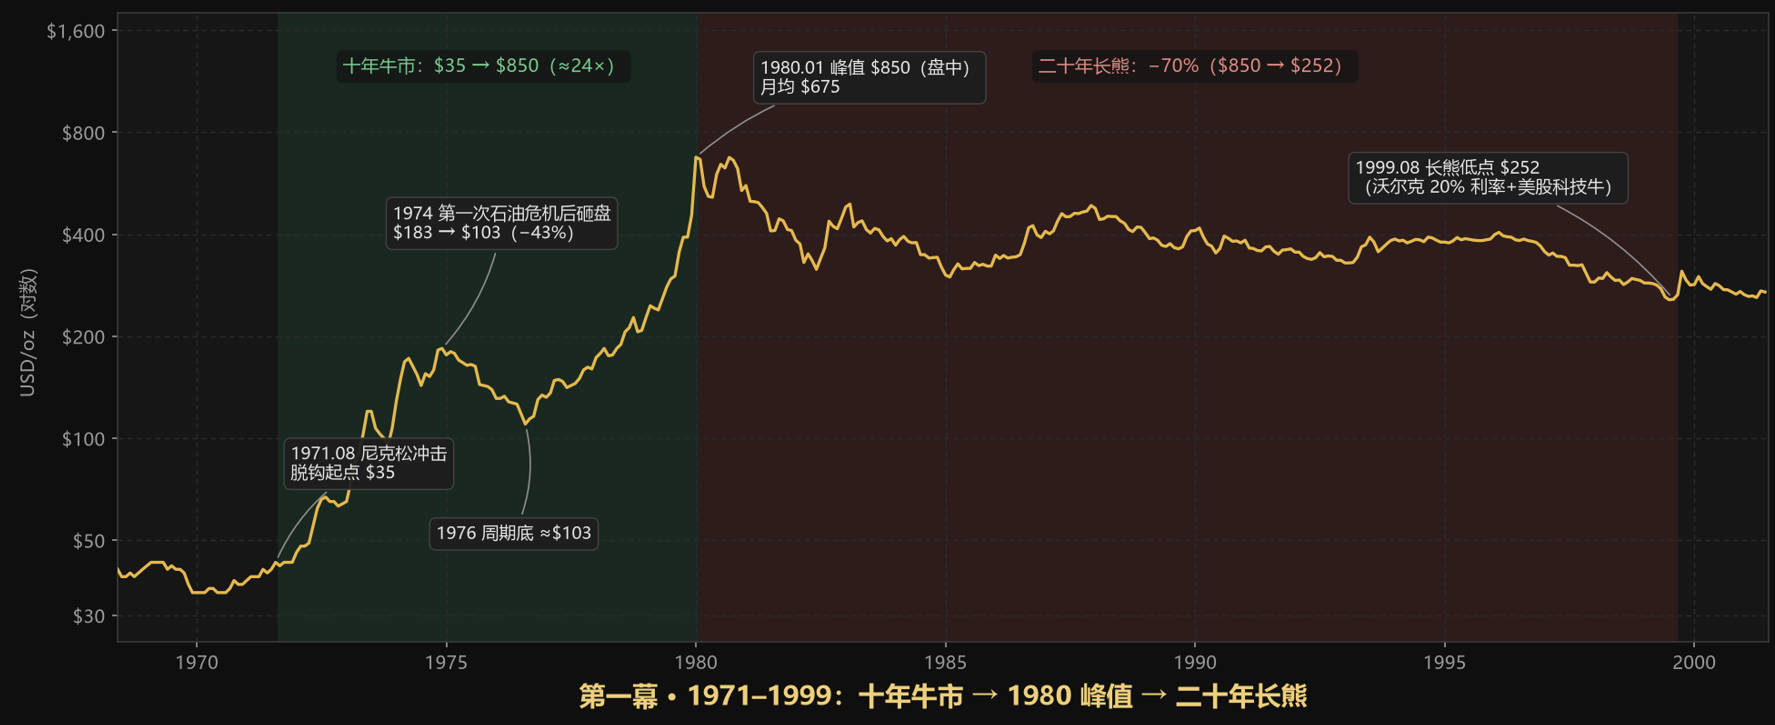 $1,600
$800
$400
$200
$100
$50
$30
USD/oz（对数）
十年牛市：$35 → $850（≈24×）
1980.01 峰值 $850（盘中）
月均 $675
二十年长熊：−70%（$850 → $252）
1999.08 长熊低点 $252
（沃尔克 20% 利率+美股科技牛）
1974 第一次石油危机后砸盘
$183 → $103（−43%）
1971.08 尼克松冲击
脱钩起点 $35
1976 周期底 ≈$103
1970
1975
1980
1985
1990
1995
2000
第一幕 · 1971–1999：十年牛市 → 1980 峰值 → 二十年长熊